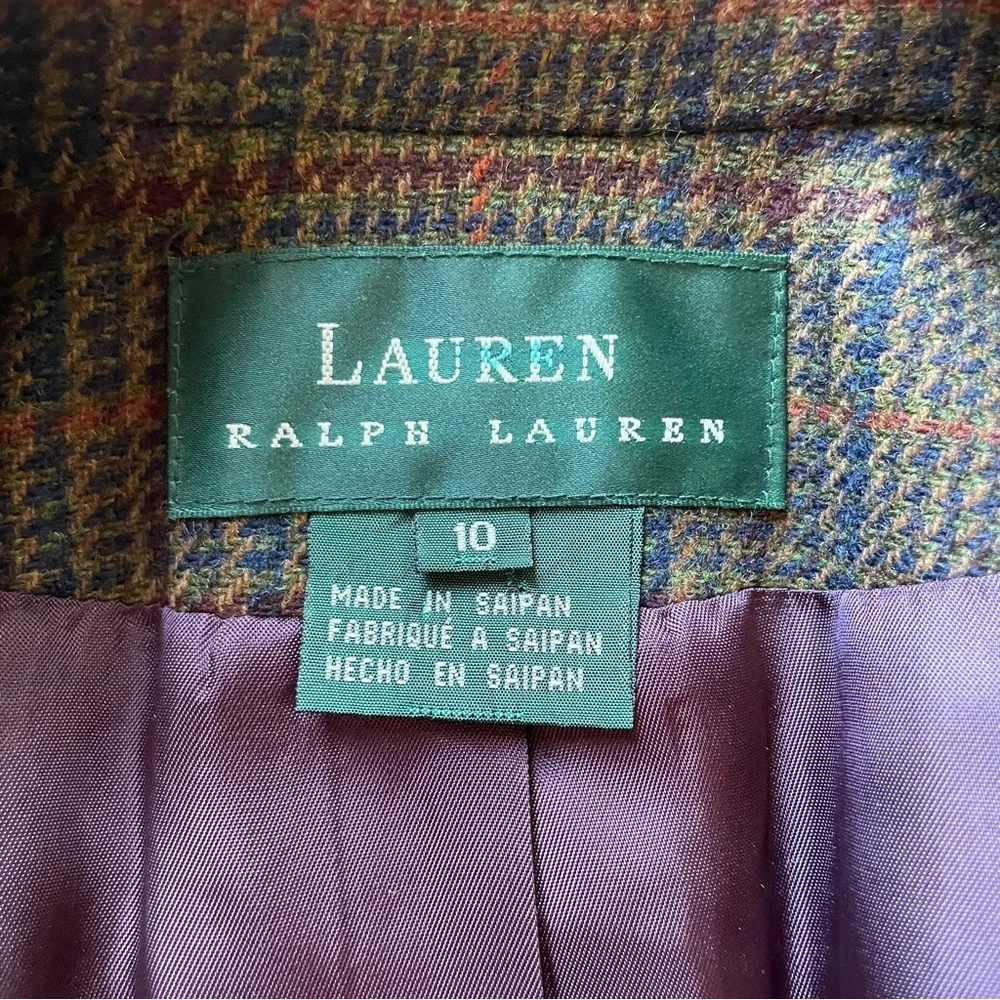 LAUREN
RALPH LAUREN
10
MADE IN SAIPAN
FABRIQUÉ A SAIPAN
HECHO EN SAIPAN